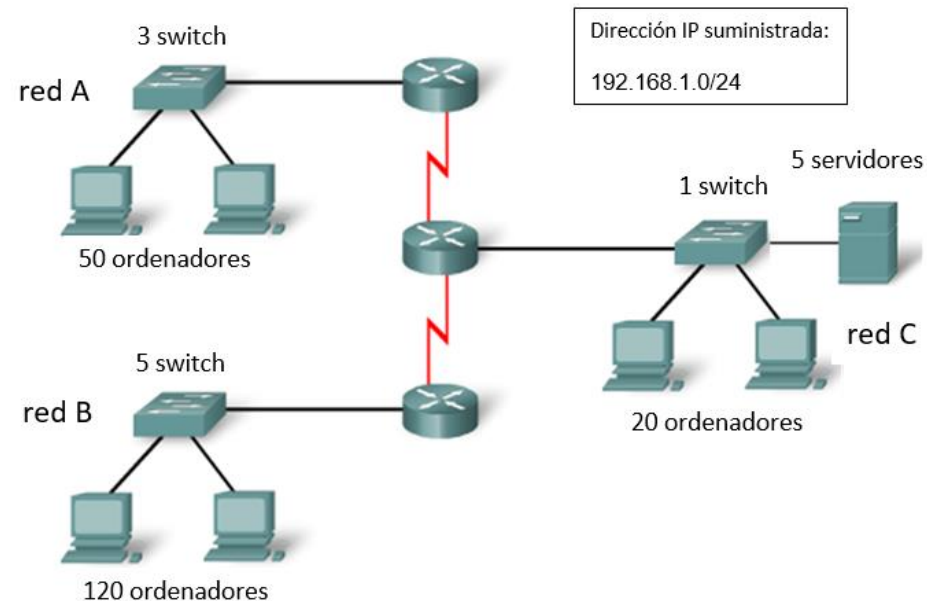 3 switch
red A
50 ordenadores
Dirección IP suministrada:
192.168.1.0/24
5 servidores
1 switch
red C
20 ordenadores
5 switch
red B
120 ordenadores